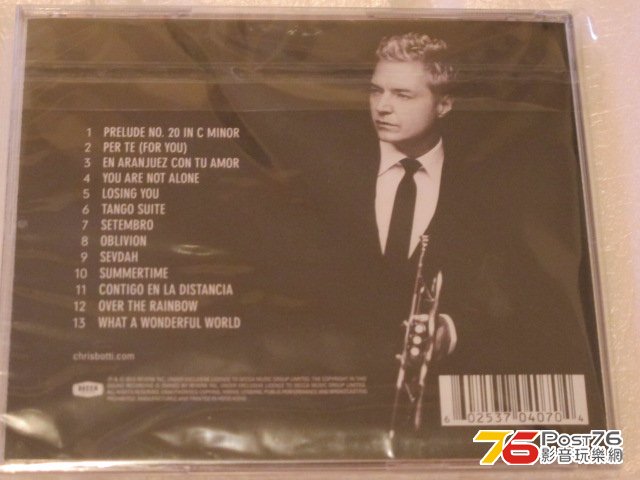 1 PRELUDE NO. 20 IN C MINOR
2 PER TE (FOR YOU)
3 EN ARANJUEZ CON TU AMOR
4 YOU ARE NOT ALONE
5 LOSING YOU
6 TANGO SUITE
7 SETEMBRO
8 OBLIVION
9 SEVDAH
10 SUMMERTIME
11 CONTIGO EN LA DISTANCIA
12 OVER THE RAINBOW
13 WHAT A WONDERFUL WORLD
chrisbotti.com
DECCA
6 02537 04070 4
76 Post76
影音玩樂網